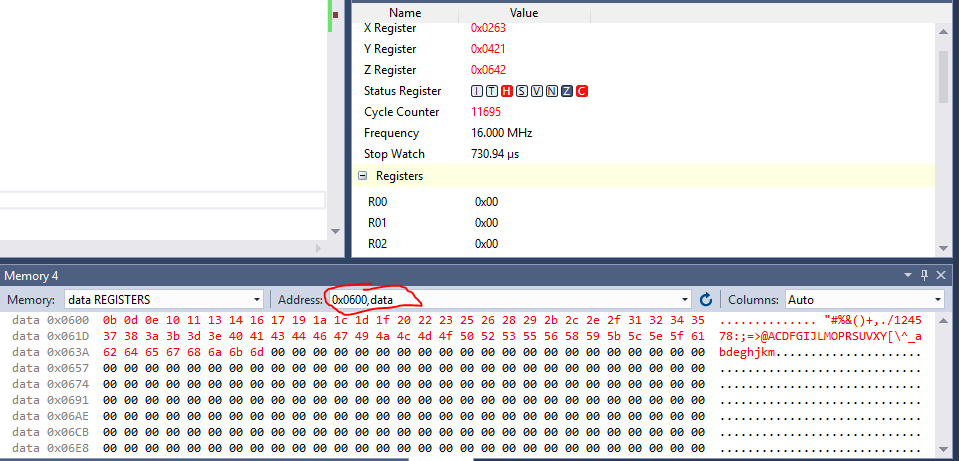 Name Value
X Register 0x0263
Y Register 0x0421
Z Register 0x0642
Status Register I T H S V N Z C
Cycle Counter 11695
Frequency 16.000 MHz
Stop Watch 730.94 µs
Registers
R00 0x00
R01 0x00
R02 0x00
Memory 4
Memory: data REGISTERS Address: 0x0600,data Columns: Auto
data 0x0600 0b 0d 0e 10 11 13 14 16 17 19 1a 1c 1d 1f 20 22 23 25 26 28 29 2b 2c 2e 2f 31 32 34 35 .............. "#%&()+,./1245
data 0x061D 37 38 3a 3b 3d 3e 40 41 43 44 46 47 49 4a 4c 4d 4f 50 52 53 55 56 58 59 5b 5c 5e 5f 61 78:;=>@ACDFGIJLMOPRSUVXY[\^_a
data 0x063A 62 64 65 67 68 6a 6b 6d 00 00 00 00 00 00 00 00 00 00 00 00 00 00 00 00 00 00 00 00 00 bdeghjkm.....................
data 0x0657 00 00 00 00 00 00 00 00 00 00 00 00 00 00 00 00 00 00 00 00 00 00 00 00 00 00 00 00 00 .............................
data 0x0674 00 00 00 00 00 00 00 00 00 00 00 00 00 00 00 00 00 00 00 00 00 00 00 00 00 00 00 00 00 .............................
data 0x0691 00 00 00 00 00 00 00 00 00 00 00 00 00 00 00 00 00 00 00 00 00 00 00 00 00 00 00 00 00 .............................
data 0x06AE 00 00 00 00 00 00 00 00 00 00 00 00 00 00 00 00 00 00 00 00 00 00 00 00 00 00 00 00 00 .............................
data 0x06CB 00 00 00 00 00 00 00 00 00 00 00 00 00 00 00 00 00 00 00 00 00 00 00 00 00 00 00 00 00 .............................
data 0x06E8 00 00 00 00 00 00 00 00 00 00 00 00 00 00 00 00 00 00 00 00 00 00 00 00 00 00 00 00 00 .............................